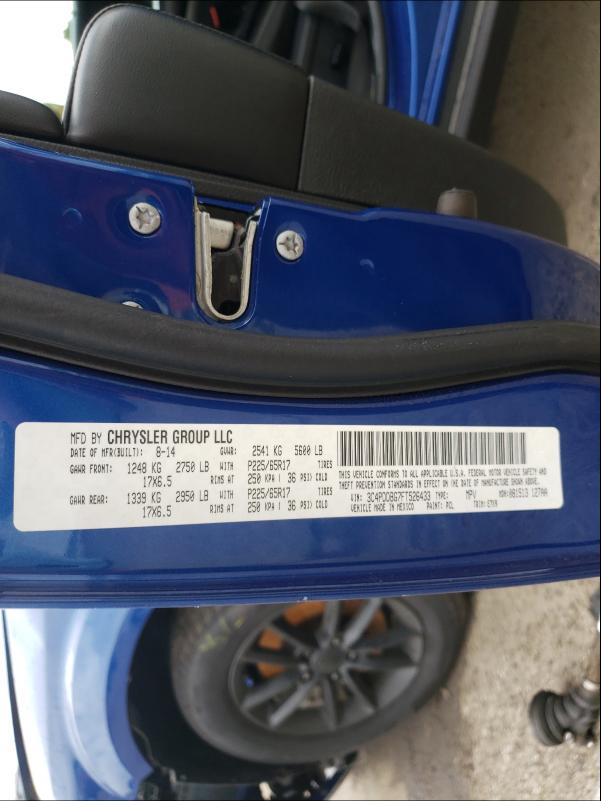 MFD BY CHRYSLER GROUP LLC
DATE OF MFR(BUILT): 8-14 GVWR: 2541 KG 5600 LB
GAWR FRONT: 1248 KG 2750 LB WITH P225/65R17 TIRES
17X6.5 RIMS AT 250 KPA ( 36 PSI) COLD
GAWR REAR: 1339 KG 2950 LB WITH P225/65R17 TIRES
17X6.5 RIMS AT 250 KPA ( 36 PSI) COLD
THIS VEHICLE CONFORMS TO ALL APPLICABLE U.S.A. FEDERAL MOTOR VEHICLE SAFETY AND
THEFT PREVENTION STANDARDS IN EFFECT ON THE DATE OF MANUFACTURE SHOWN ABOVE.
VIN: 3C4PDDBG7FT526433 TYPE: MPV MDH: 081513 127AA
VEHICLE MADE IN MEXICO PAINT: PCL TRIM: